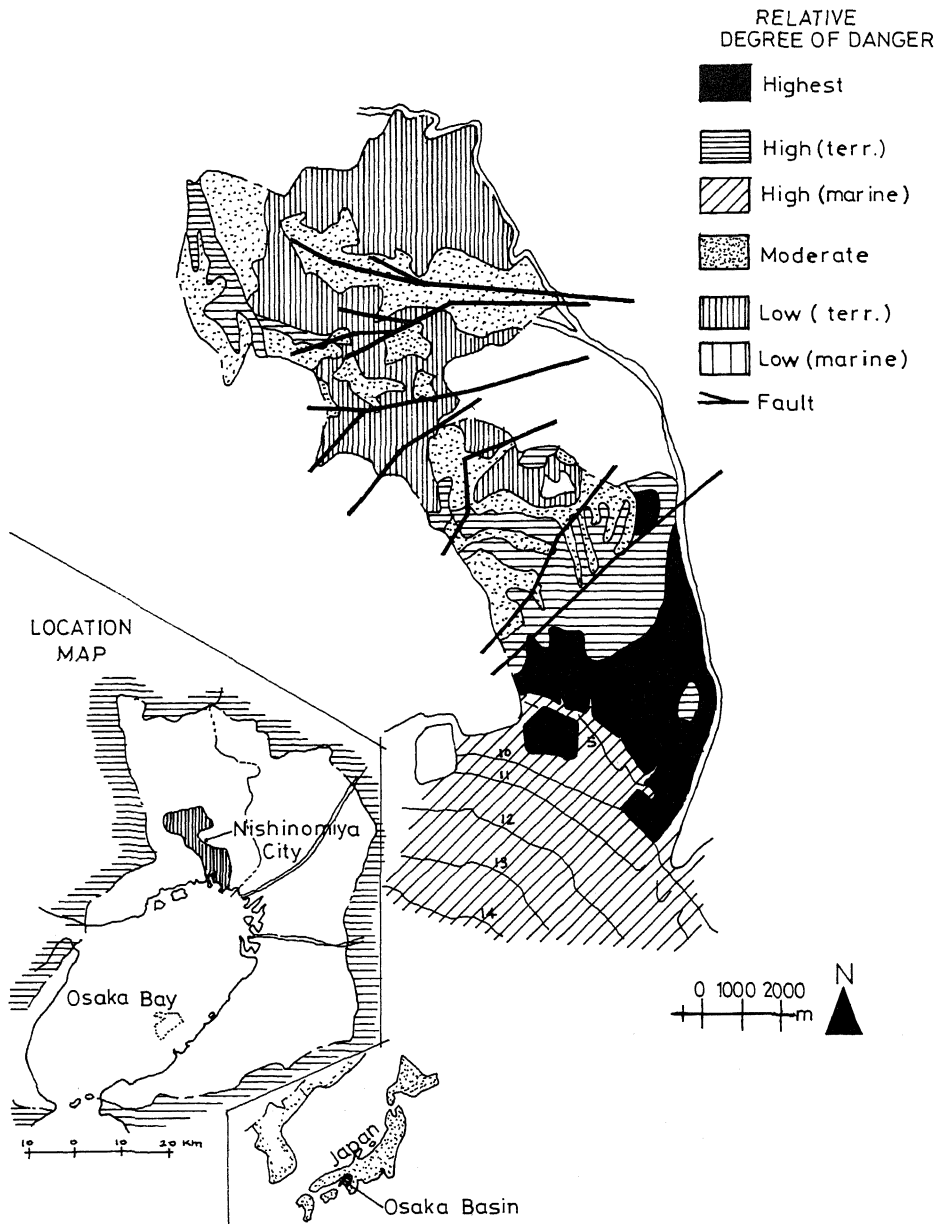 RELATIVE
DEGREE OF DANGER
Highest
High (terr.)
High (marine)
Moderate
Low (terr.)
Low (marine)
Fault
LOCATION
MAP
Nishinomiya
City
Osaka Bay
10 0 10 20 Km
5
10
11
12
13
14
N
0 1000 2000
m
Japan
Osaka Basin